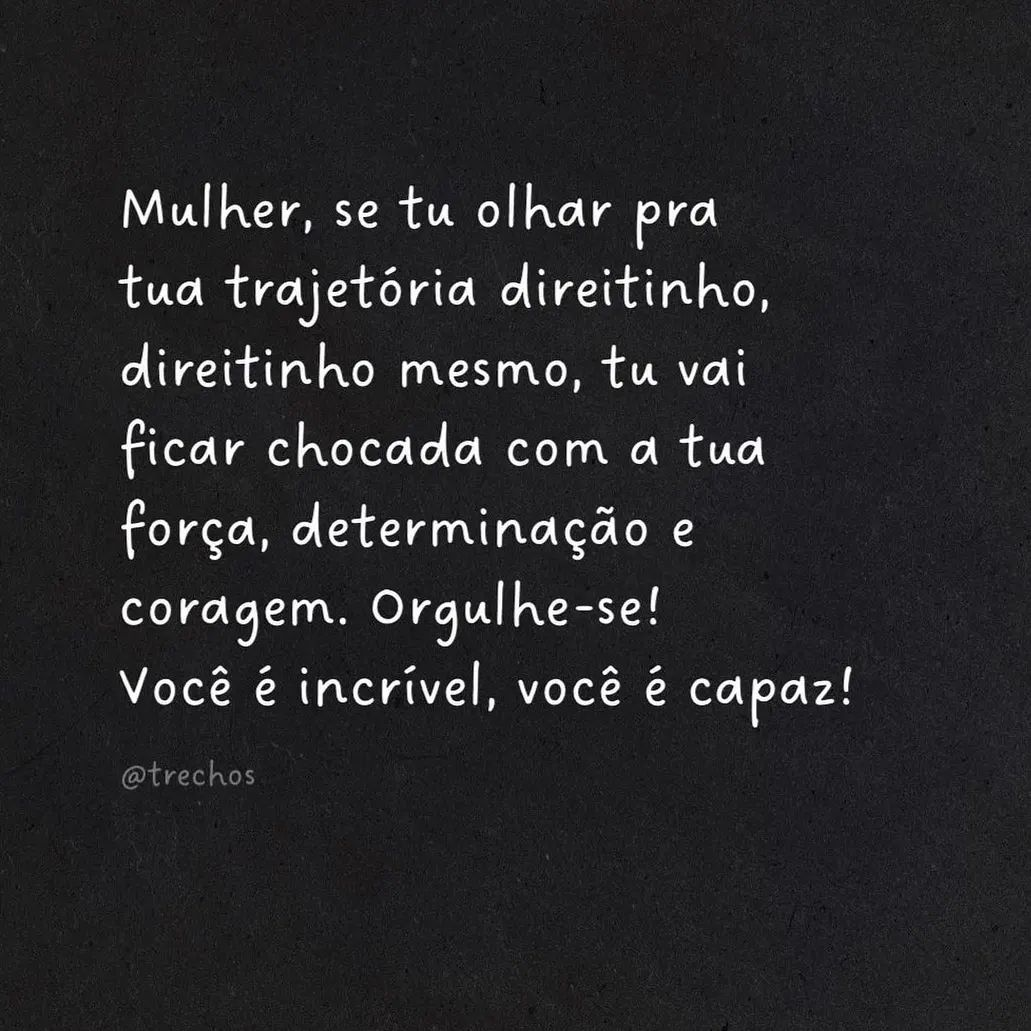 Mulher, se tu olhar pra
tua trajetória direitinho,
direitinho mesmo, tu vai
ficar chocada com a tua
força, determinação e
coragem. Orgulhe-se!
Você é incrível, você é capaz!
@trechos